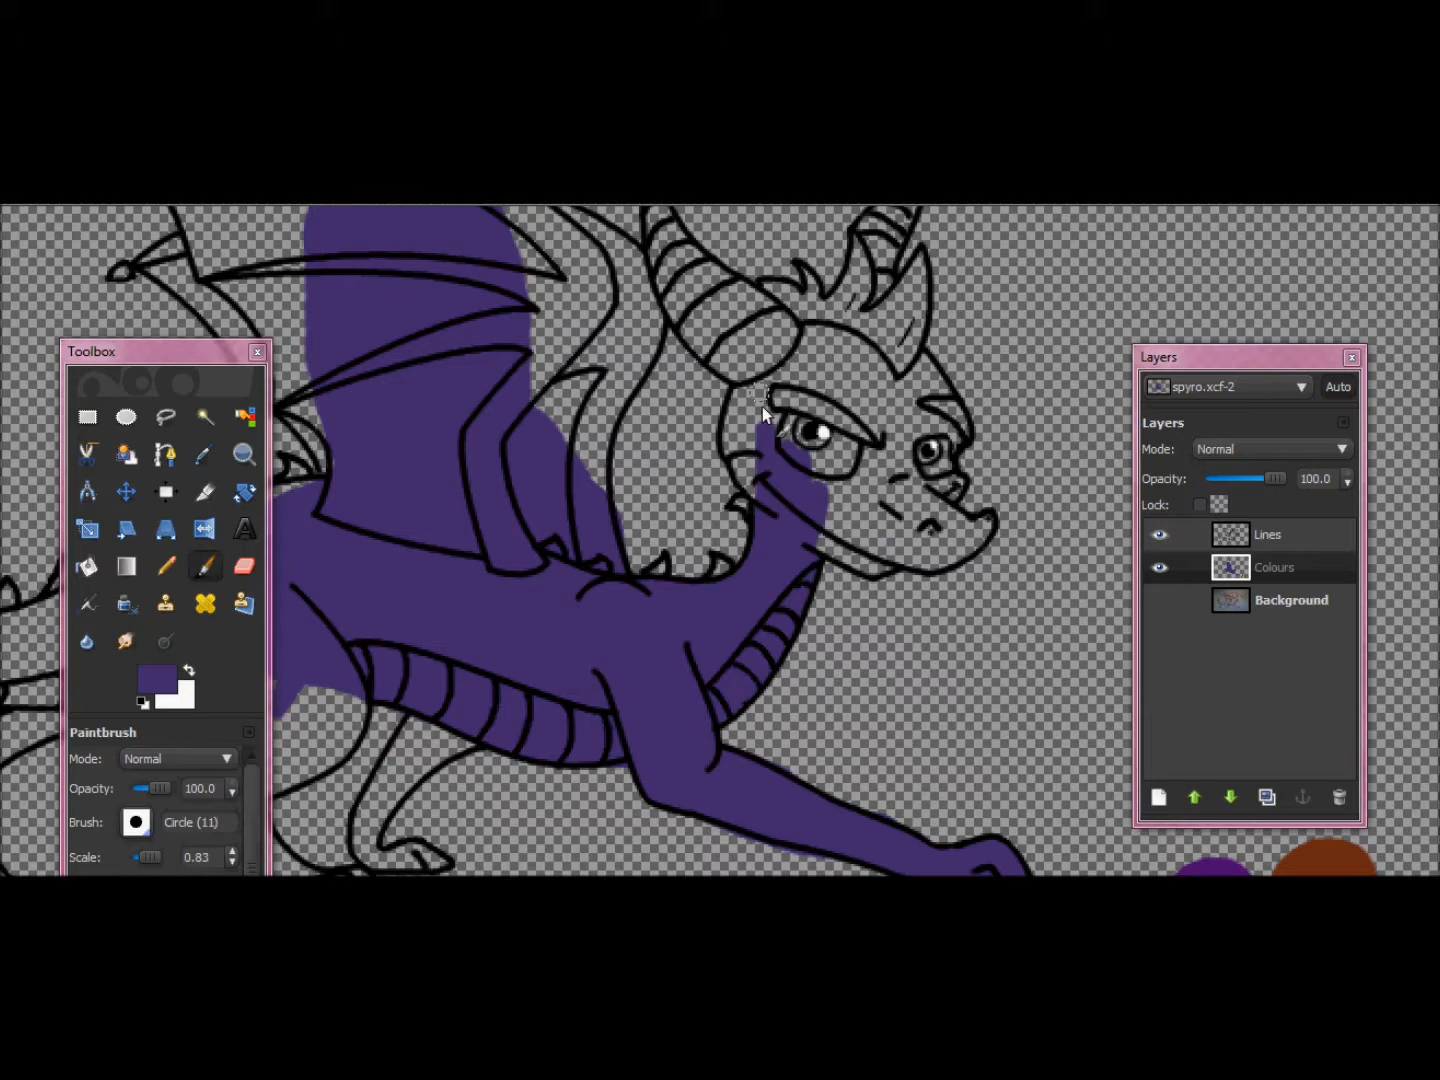 Toolbox
Paintbrush
Mode: Normal
Opacity: 100.0
Brush: Circle (11)
Scale: 0.83
Layers
spyro.xcf-2 Auto
Layers
Mode: Normal
Opacity: 100.0
Lock:
Lines
Colours
Background